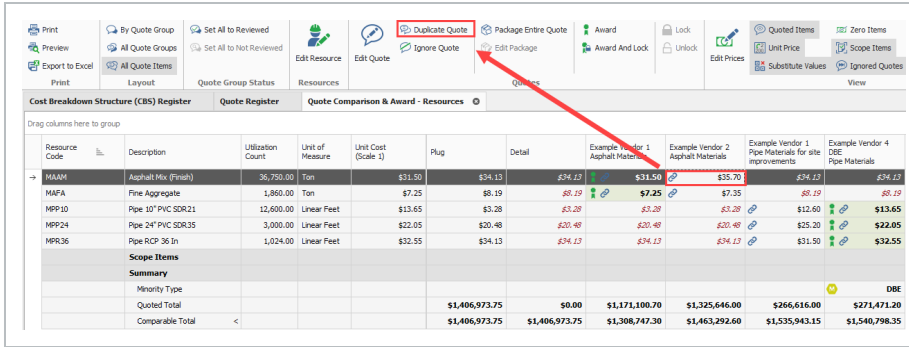 Print
Preview
Export to Excel
Print
By Quote Group
All Quote Groups
All Quote Items
Layout
Set All to Reviewed
Set All to Not Reviewed
Quote Group Status
Edit Resource
Resources
Edit Quote
Duplicate Quote
Ignore Quote
Package Entire Quote
Edit Package
Award
Award And Lock
Lock
Unlock
Quotes
Edit Prices
Quoted Items
Unit Price
Substitute Values
Zero Items
Scope Items
Ignored Quotes
View
Cost Breakdown Structure (CBS) Register Quote Register Quote Comparison & Award - Resources
Drag columns here to group
Resource Code Description Utilization Count Unit of Measure Unit Cost (Scale 1) Plug Detail Example Vendor 1 Asphalt Materials Example Vendor 2 Asphalt Materials Example Vendor 1 Pipe Materials for site improvements Example Vendor 4 DBE Pipe Materials
MAAM Asphalt Mix (Finish) 36,750.00 Ton $31.50 $34.13 $34.13 $31.50 $35.70 $34.13 $34.13
MAFA Fine Aggregate 1,860.00 Ton $7.25 $8.19 $8.19 $7.25 $7.35 $8.19 $8.19
MPP10 Pipe 10" PVC SDR21 12,600.00 Linear Feet $13.65 $3.28 $3.28 $3.28 $3.28 $12.60 $13.65
MPP24 Pipe 24" PVC SDR35 3,000.00 Linear Feet $22.05 $20.48 $20.48 $20.48 $20.48 $25.20 $22.05
MPR36 Pipe RCP 36 In 1,024.00 Linear Feet $32.55 $34.13 $34.13 $34.13 $34.13 $31.50 $32.55
Scope Items
Summary
Minority Type M DBE
Quoted Total $1,406,973.75 $0.00 $1,171,100.70 $1,325,646.00 $266,616.00 $271,471.20
Comparable Total < $1,406,973.75 $1,406,973.75 $1,308,747.30 $1,463,292.60 $1,535,943.15 $1,540,798.35